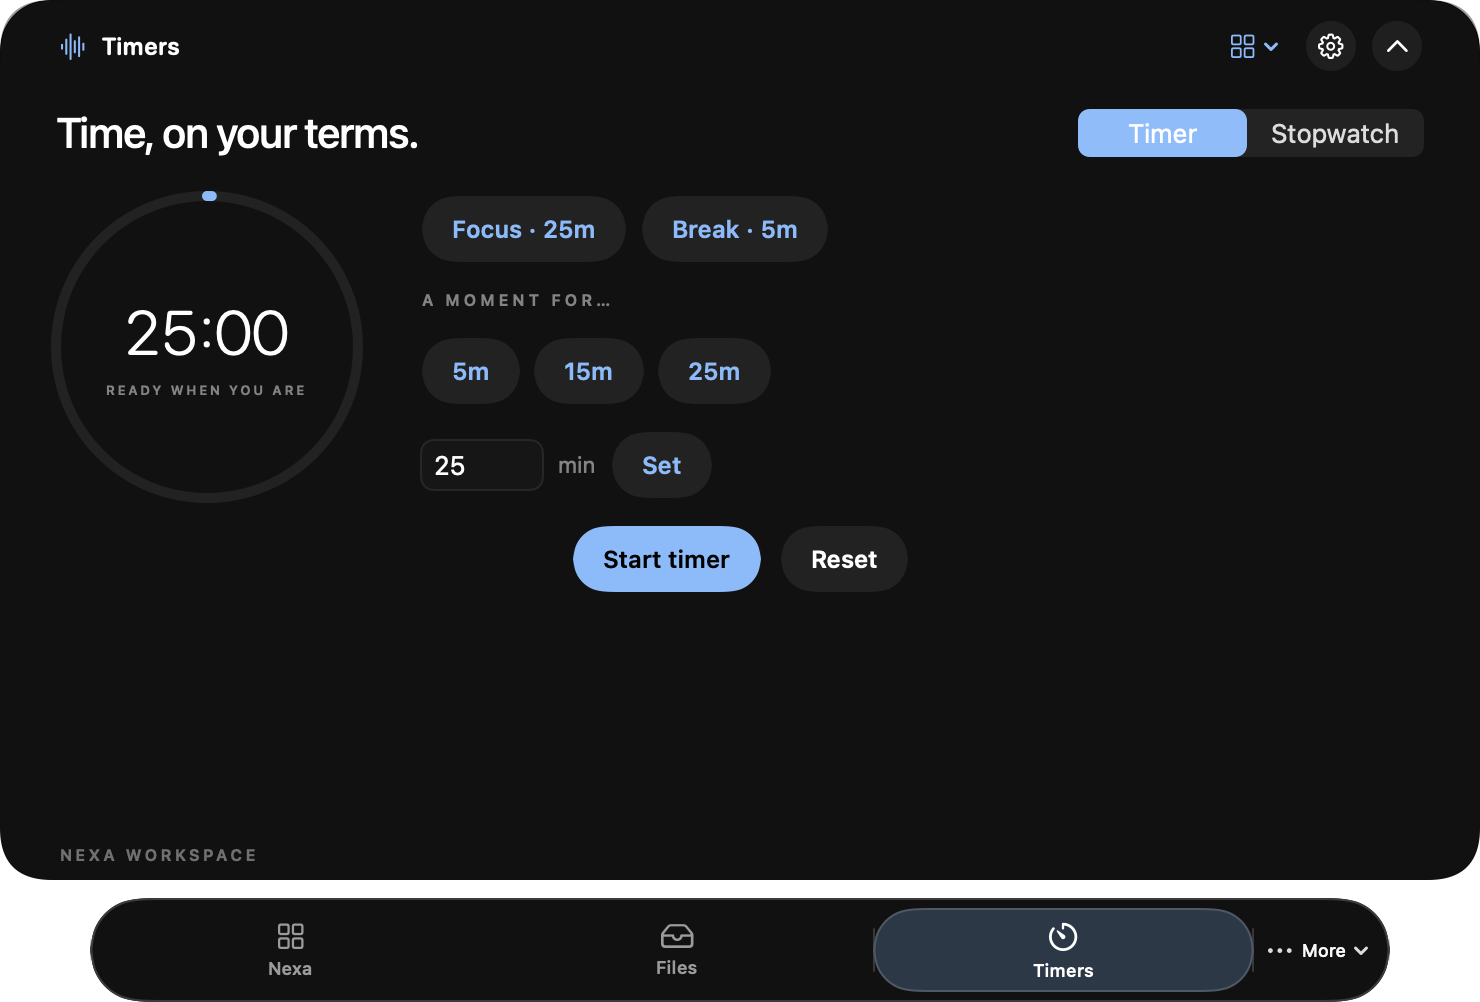 Timers
Time, on your terms.
Timer Stopwatch
Focus · 25m Break · 5m
A MOMENT FOR…
25:00
READY WHEN YOU ARE
5m 15m 25m
25 min Set
Start timer Reset
NEXA WORKSPACE
Nexa Files Timers ··· More